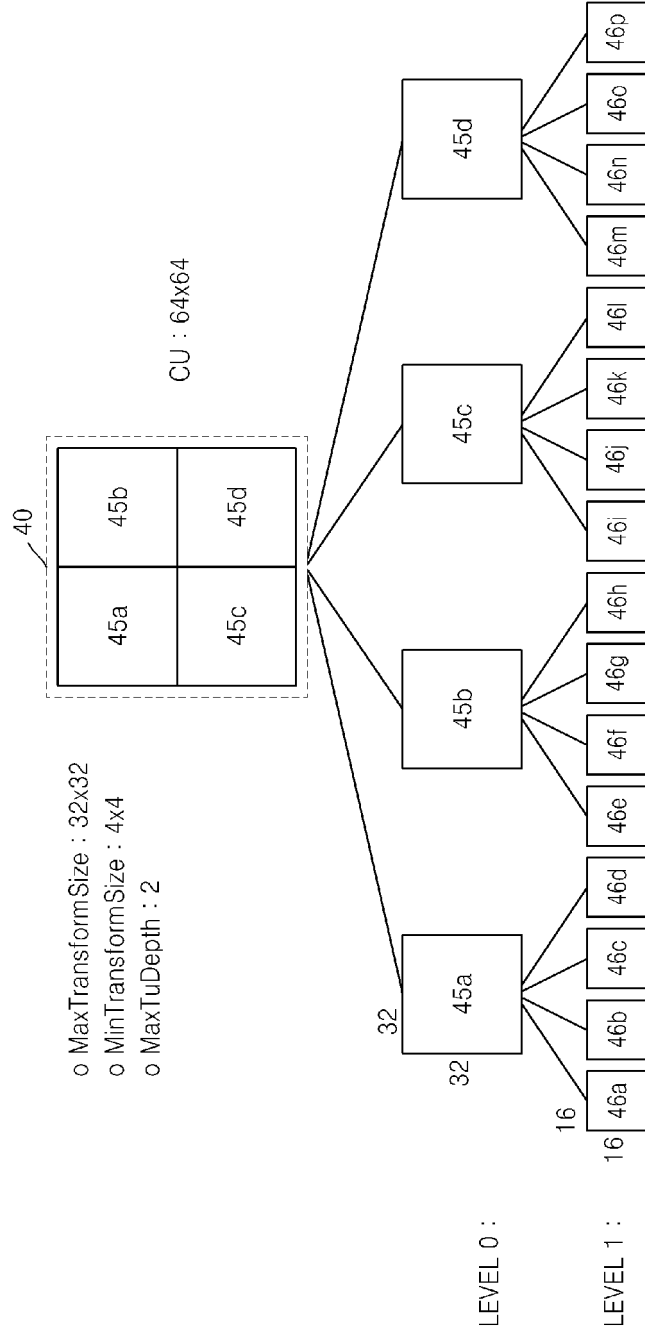 o MaxTransformSize : 32x32
o MinTransformSize : 4x4
o MaxTuDepth : 2
40
45a 45b
45c 45d
CU : 64x64
LEVEL 0 :
32
32
45a 45b 45c 45d
LEVEL 1 :
16
16
46a 46b 46c 46d 46e 46f 46g 46h 46i 46j 46k 46l 46m 46n 46o 46p